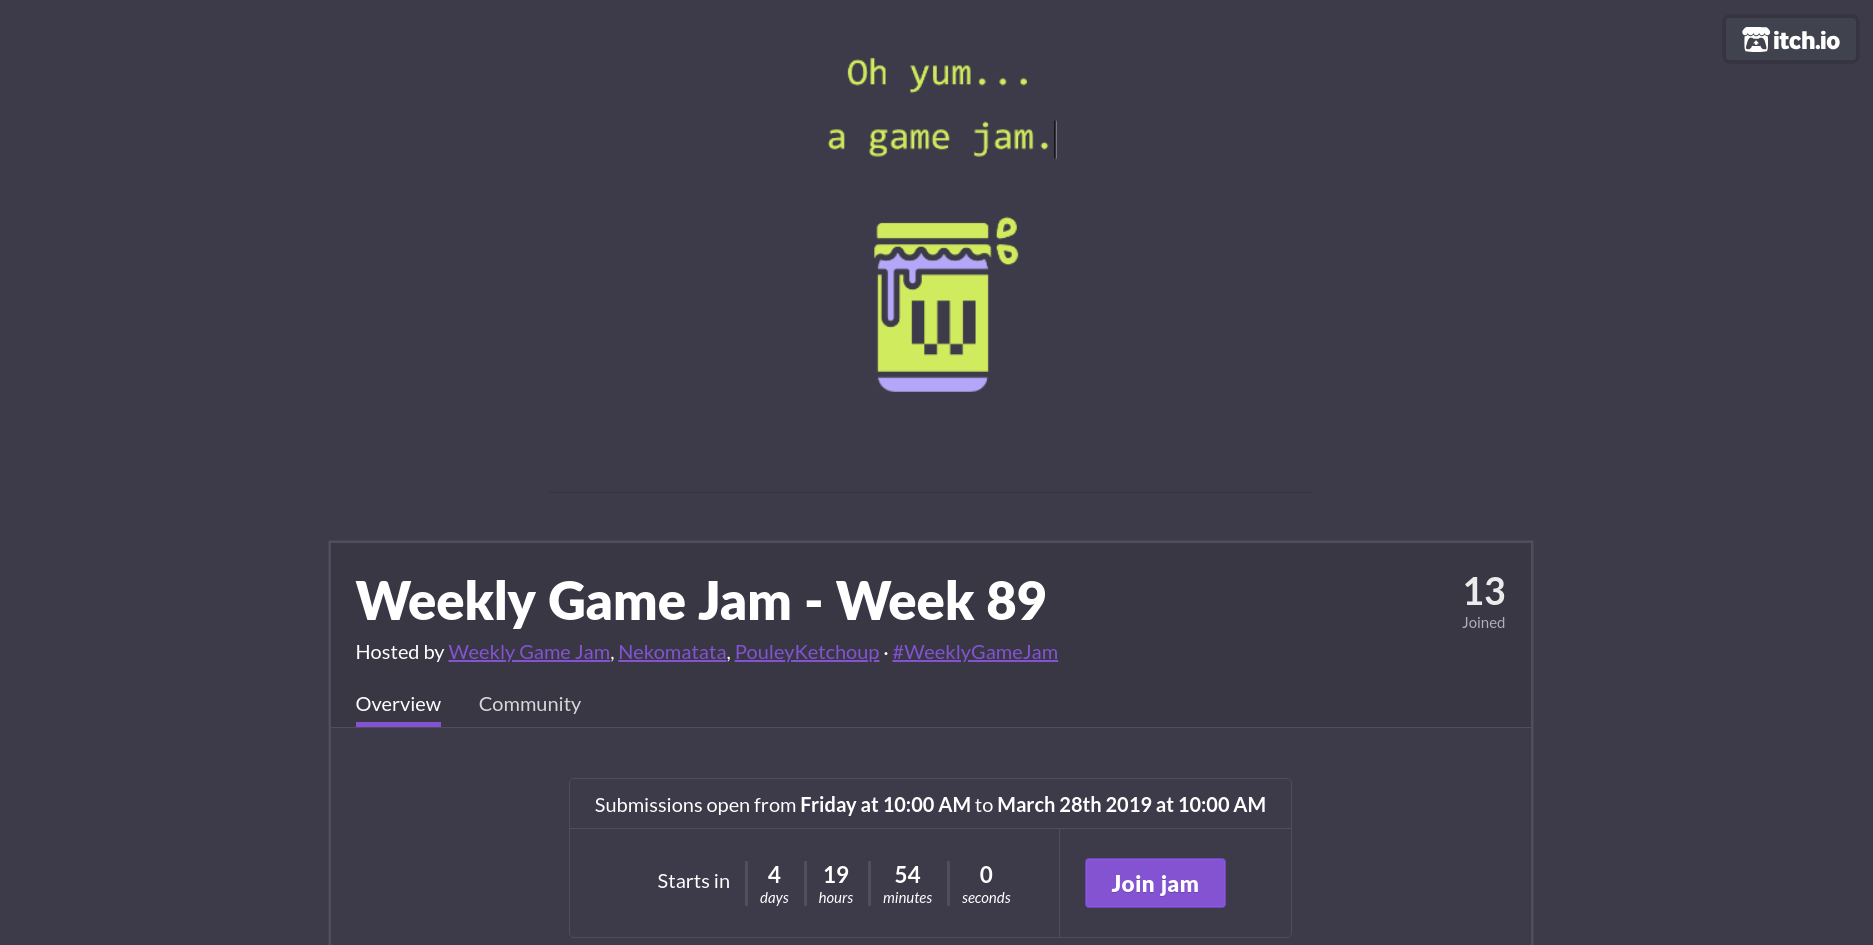 itch.io
Oh yum...
a game jam.
W
Weekly Game Jam - Week 89
13
Joined
Hosted by Weekly Game Jam, Nekomatata, PouleyKetchoup · #WeeklyGameJam
Overview Community
Submissions open from Friday at 10:00 AM to March 28th 2019 at 10:00 AM
Starts in 4 days 19 hours 54 minutes 0 seconds
Join jam